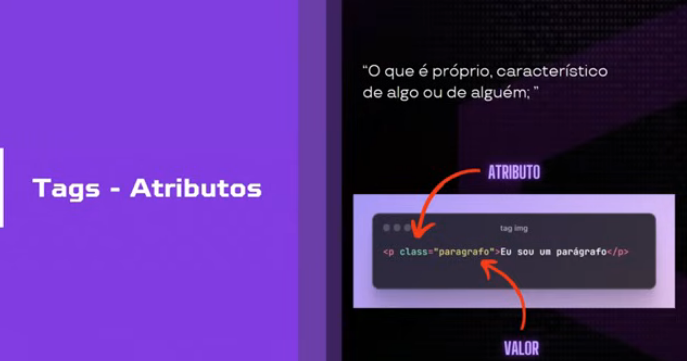 Tags - Atributos
“O que é próprio, característico
de algo ou de alguém; ”
ATRIBUTO
tag img
<p class="paragrafo">Eu sou um parágrafo</p>
VALOR